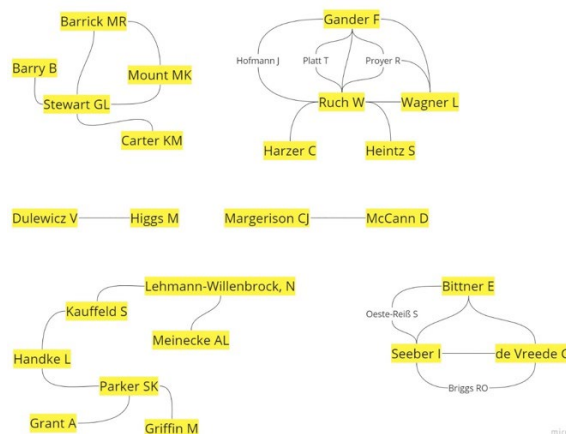 Barrick MR
Barry B
Mount MK
Stewart GL
Carter KM
Gander F
Hofmann J
Platt T
Proyer R
Ruch W
Wagner L
Harzer C
Heintz S
Dulewicz V
Higgs M
Margerison CJ
McCann D
Lehmann-Willenbrock, N
Kauffeld S
Meinecke AL
Handke L
Parker SK
Grant A
Griffin M
Bittner E
Oeste-Reiß S
Seeber I
de Vreede G
Briggs RO